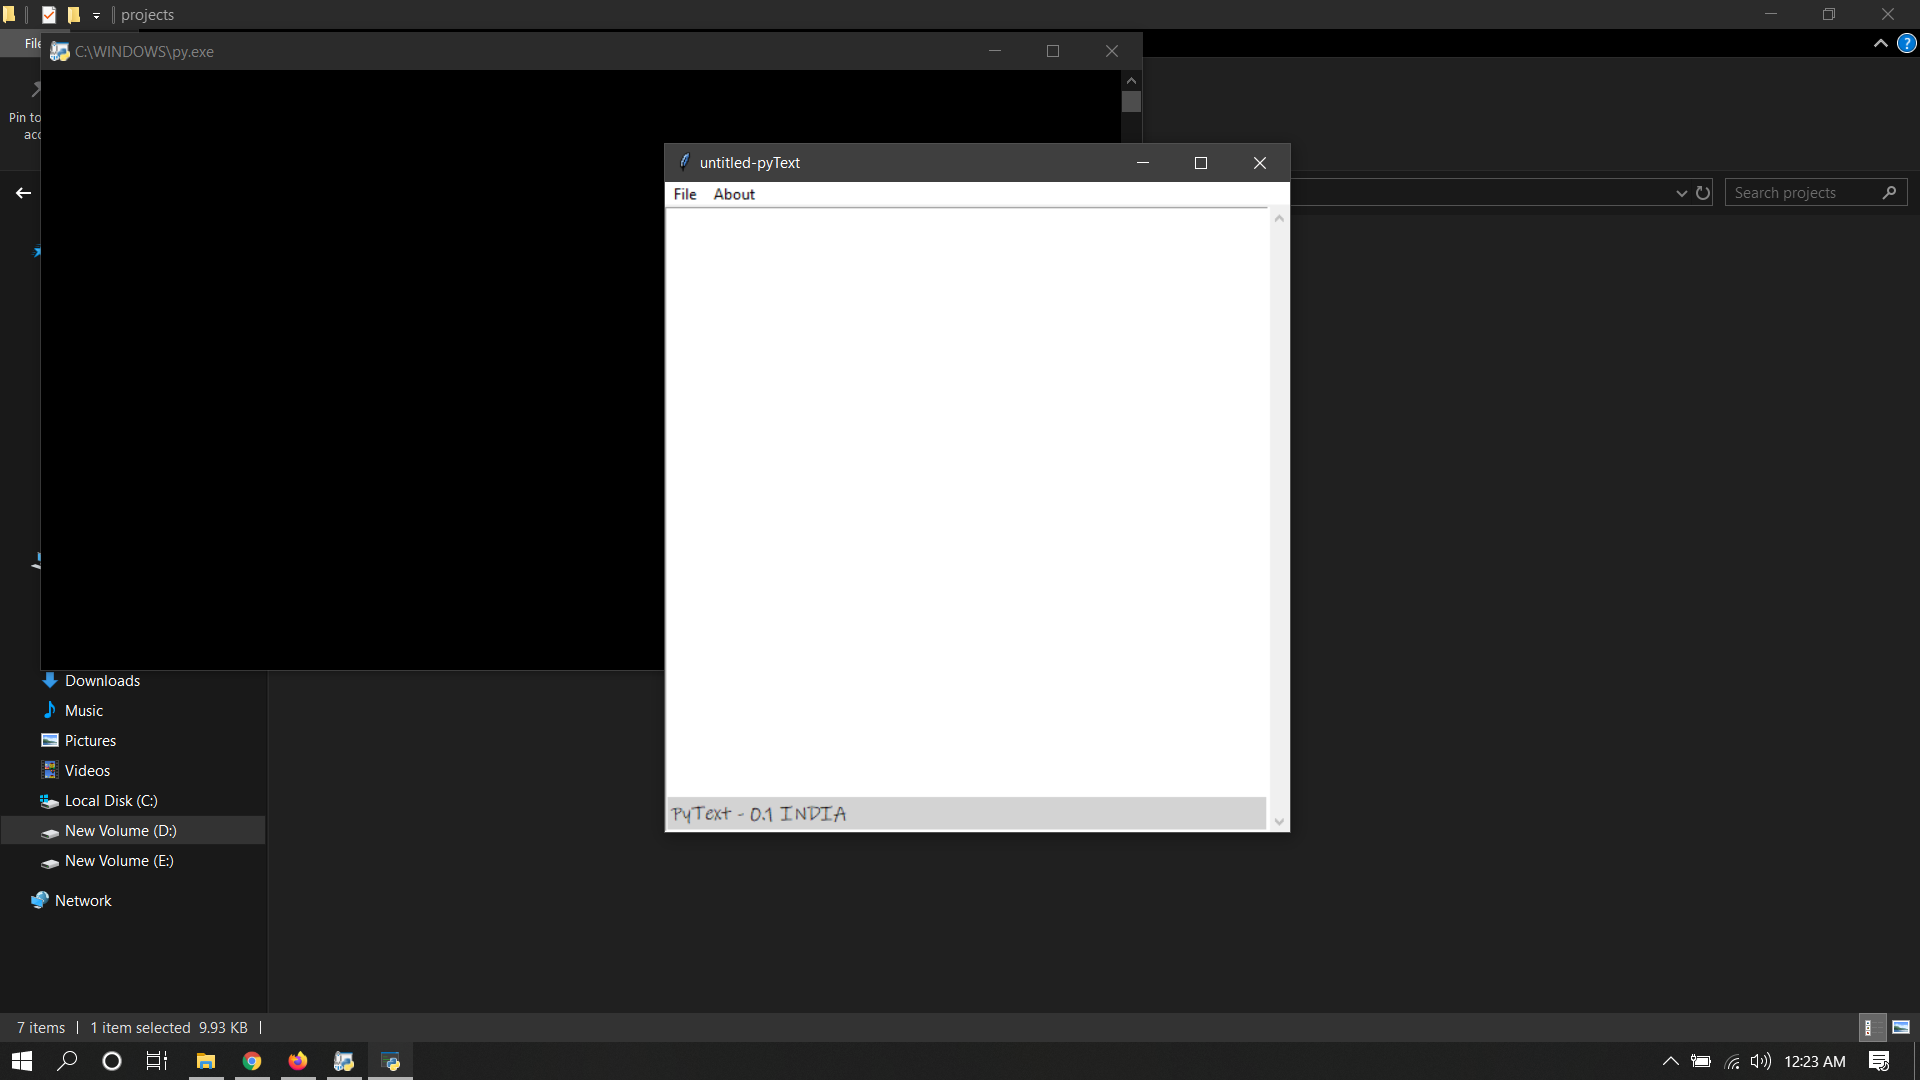 projects
File
C:\WINDOWS\py.exe
Pin to
untitled-pyText
File About
Search projects
Downloads
Music
Pictures
Videos
Local Disk (C:)
New Volume (D:)
New Volume (E:)
Network
PyText - 0.1 INDIA
7 items
1 item selected 9.93 KB
12:23 AM